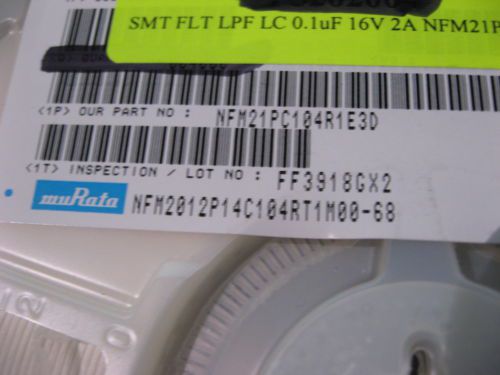 SMT FLT LPF LC 0.1uF 16V 2A NFM21P
(1P) OUR PART NO : NFM21PC104R1E3D
(1T) INSPECTION / LOT NO : FF3918GX2
muRata NFM2012P14C104RT1M00-68